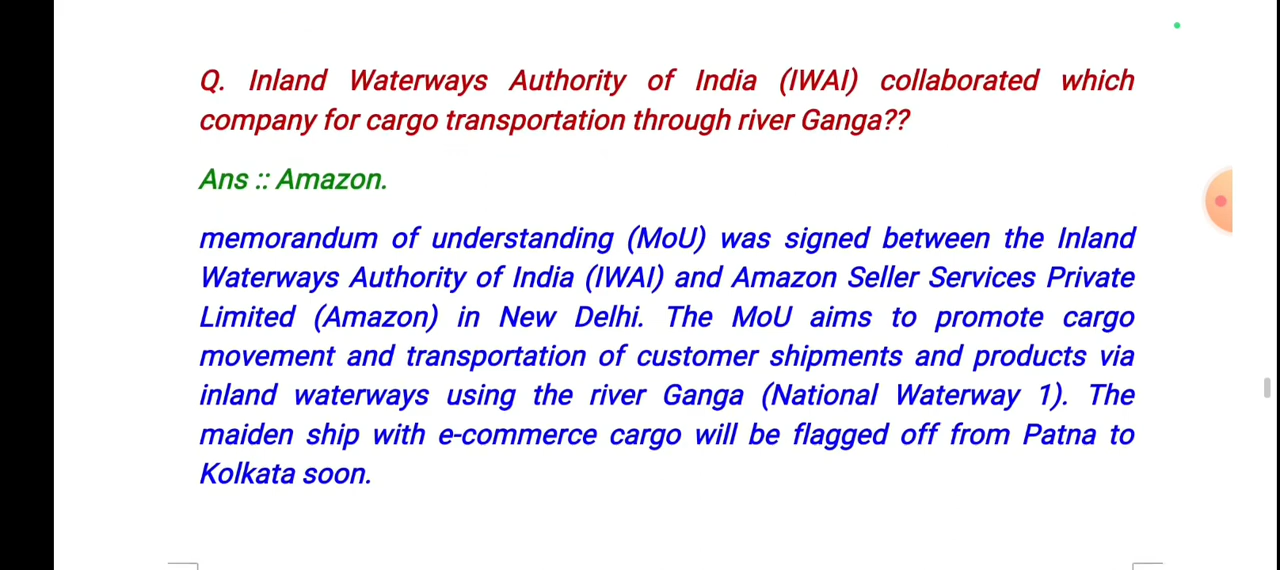 Q. Inland Waterways Authority of India (IWAI) collaborated which
company for cargo transportation through river Ganga??
Ans :: Amazon.
memorandum of understanding (MoU) was signed between the Inland
Waterways Authority of India (IWAI) and Amazon Seller Services Private
Limited (Amazon) in New Delhi. The MoU aims to promote cargo
movement and transportation of customer shipments and products via
inland waterways using the river Ganga (National Waterway 1). The
maiden ship with e-commerce cargo will be flagged off from Patna to
Kolkata soon.